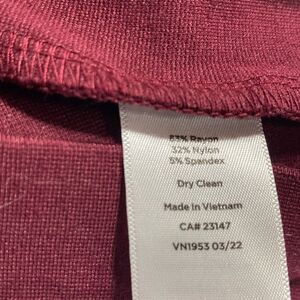 63% Rayon
32% Nylon
5% Spandex
Dry Clean
Made in Vietnam
CA# 23147
VN1953 03/22